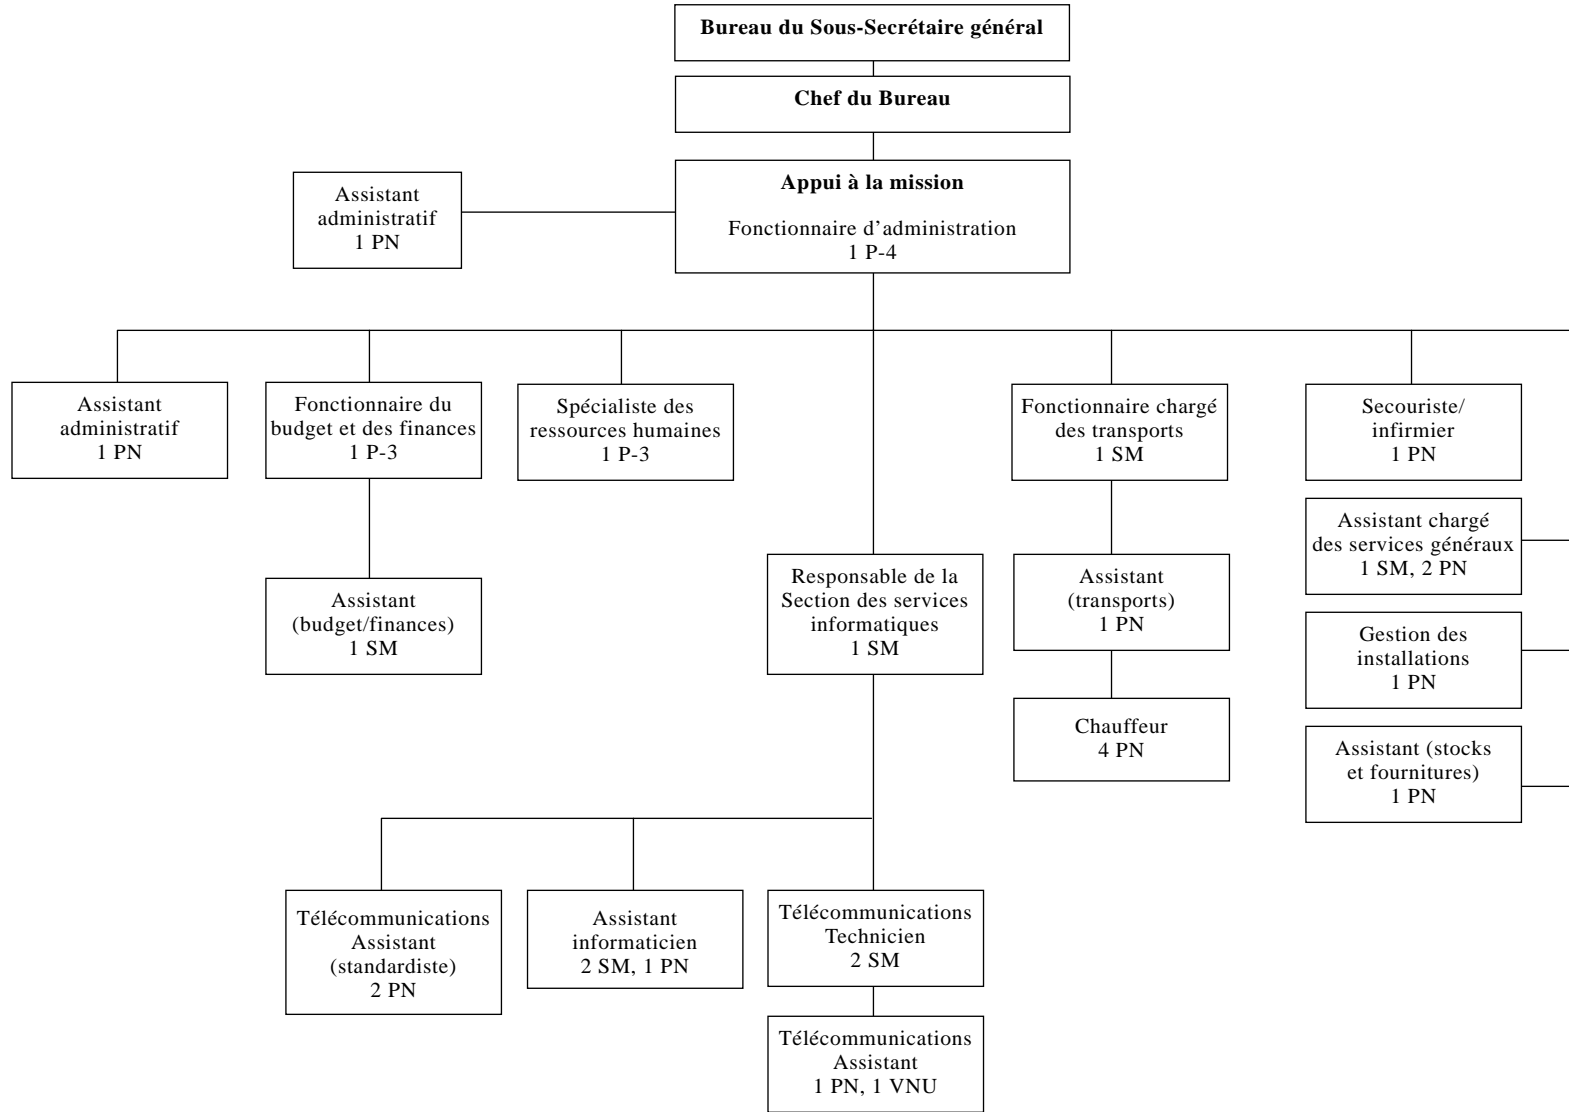 Bureau du Sous-Secrétaire général
Chef du Bureau
Appui à la mission
Fonctionnaire d’administration
1 P-4
Assistant
administratif
1 PN
Assistant
administratif
1 PN
Fonctionnaire du
budget et des finances
1 P-3
Spécialiste des
ressources humaines
1 P-3
Fonctionnaire chargé
des transports
1 SM
Secouriste/
infirmier
1 PN
Assistant chargé
des services généraux
1 SM, 2 PN
Assistant
(budget/finances)
1 SM
Responsable de la
Section des services
informatiques
1 SM
Assistant
(transports)
1 PN
Gestion des
installations
1 PN
Chauffeur
4 PN
Assistant (stocks
et fournitures)
1 PN
Télécommunications
Assistant
(standardiste)
2 PN
Assistant
informaticien
2 SM, 1 PN
Télécommunications
Technicien
2 SM
Télécommunications
Assistant
1 PN, 1 VNU